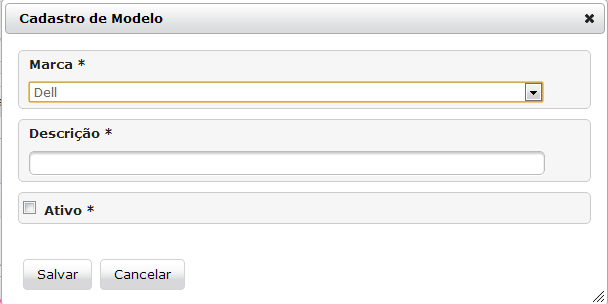 Cadastro de Modelo
Marca *
Dell
Descrição *
Ativo *
Salvar Cancelar